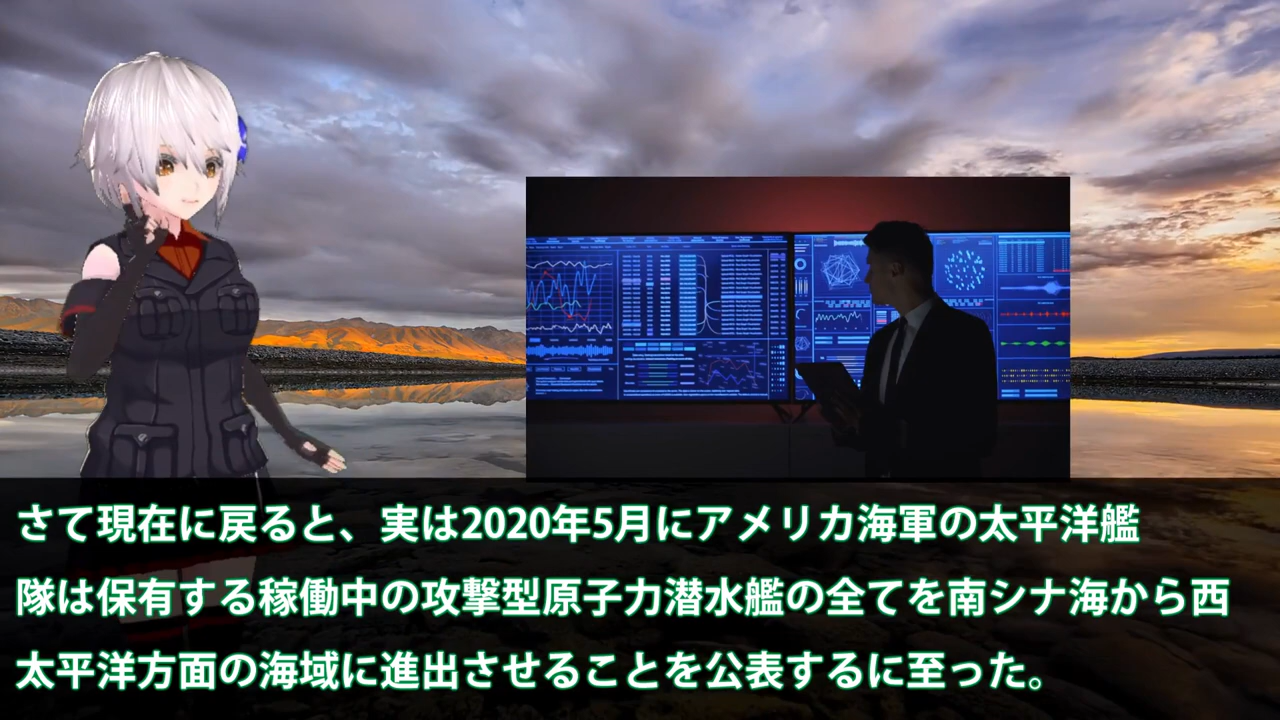 さて現在に戻ると、実は2020年5月にアメリカ海軍の太平洋艦
隊は保有する稼働中の攻撃型原子力潜水艦の全てを南シナ海から西
太平洋方面の海域に進出させることを公表するに至った。